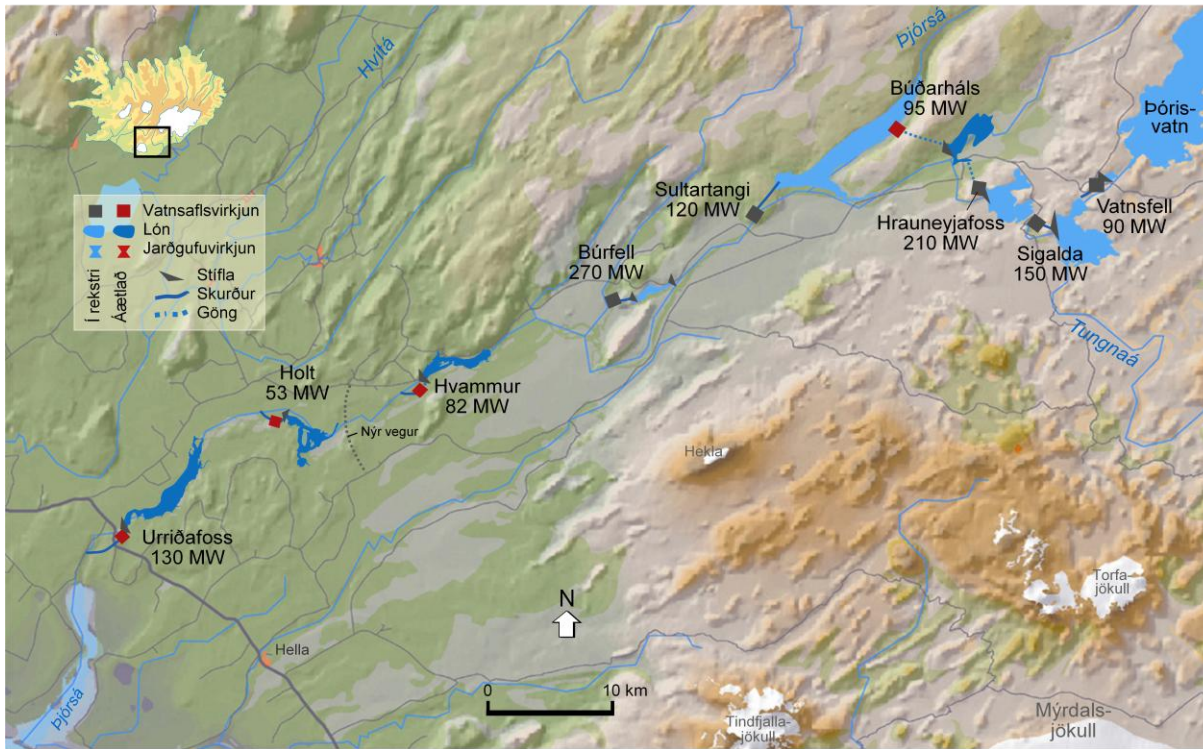 Hvítá
Þjórsá
Búðarháls
95 MW
Þóris-
vatn
Sultartangi
120 MW
Hrauneyjafoss
210 MW
Vatnsfell
90 MW
Sigalda
150 MW
Búrfell
270 MW
Tungnaá
Vatnsaflsvirkjun
Lón
Jarðgufuvirkjun
Í rekstri
Áætlað
Stífla
Skurður
Göng
Holt
53 MW
Hvammur
82 MW
Nýr vegur
Hekla
Urriðafoss
130 MW
Torfa-
jökull
N
Hella
0 10 km
Þjórsá
Tindfjalla-
jökull
Mýrdals-
jökull